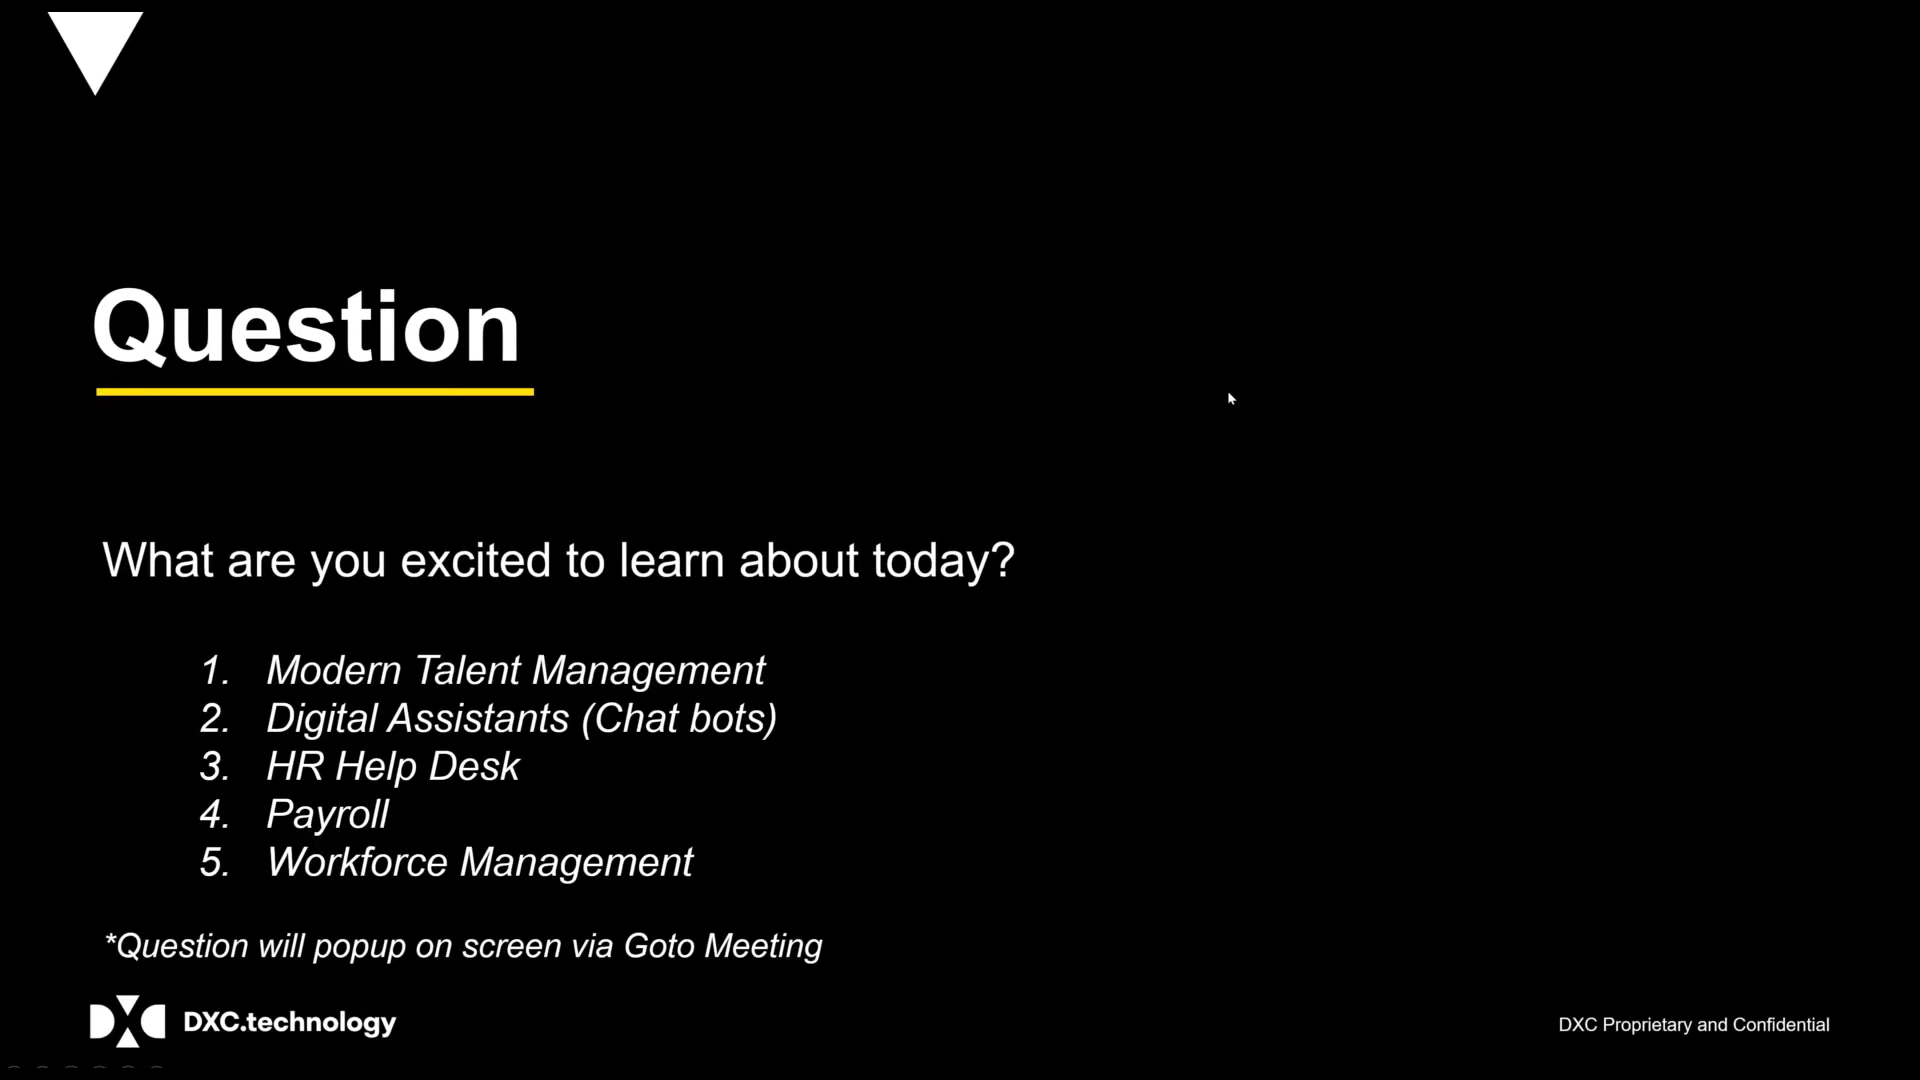 Question
What are you excited to learn about today?
1. Modern Talent Management
2. Digital Assistants (Chat bots)
3. HR Help Desk
4. Payroll
5. Workforce Management
*Question will popup on screen via Goto Meeting
DXC DXC.technology
DXC Proprietary and Confidential